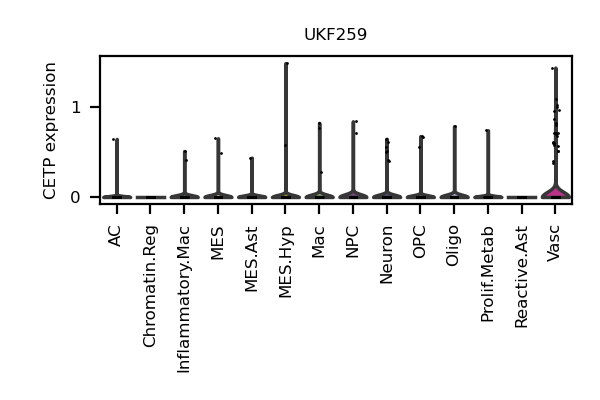 UKF259
CETP expression
1
0
AC
Chromatin.Reg
Inflammatory.Mac
MES
MES.Ast
MES.Hyp
Mac
NPC
Neuron
OPC
Oligo
Prolif.Metab
Reactive.Ast
Vasc